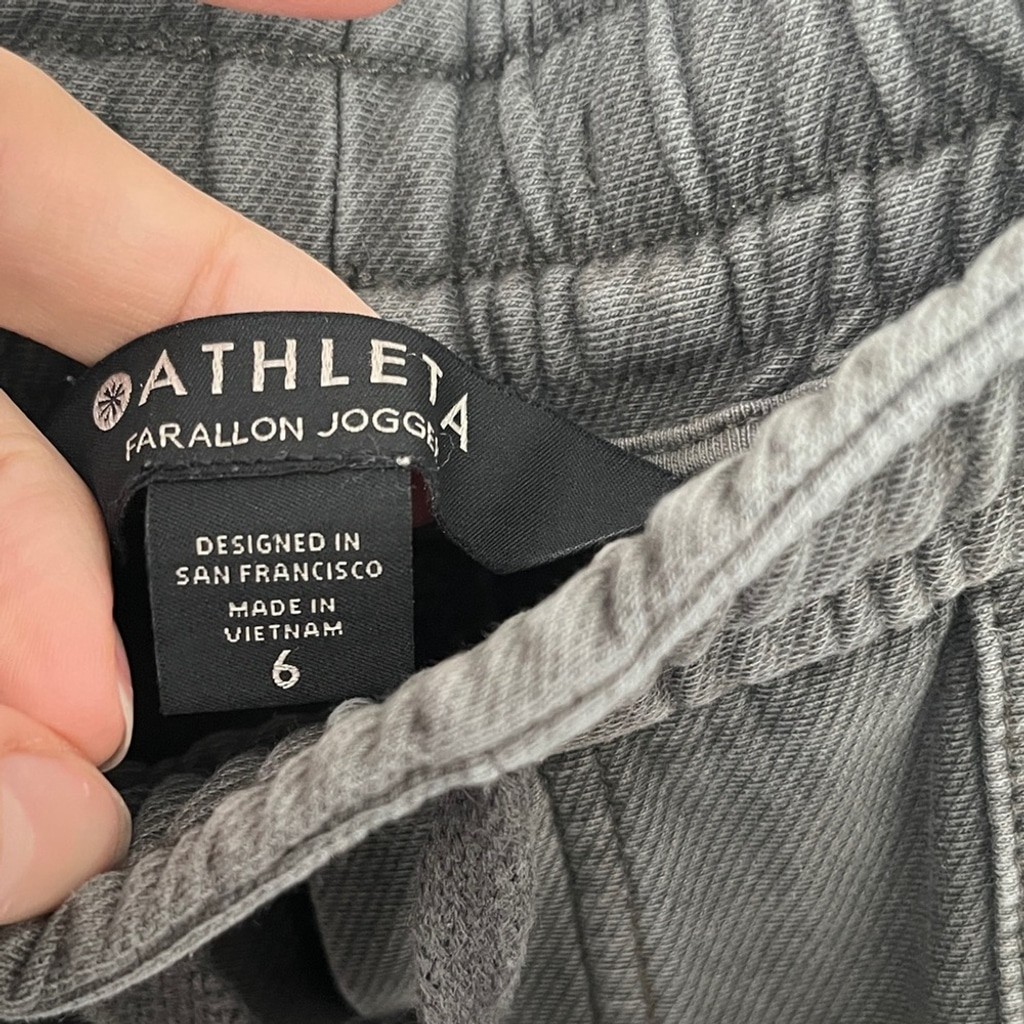 ATHLETA
FARALLON JOGGE
DESIGNED IN
SAN FRANCISCO
MADE IN
VIETNAM
6